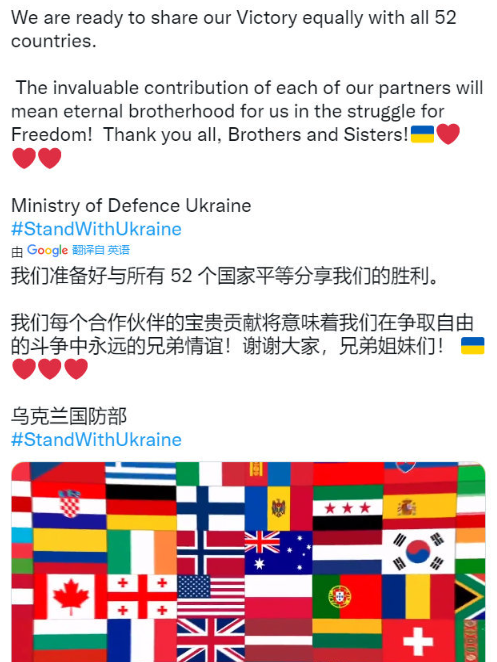 We are ready to share our Victory equally with all 52
countries.
The invaluable contribution of each of our partners will
mean eternal brotherhood for us in the struggle for
Freedom!  Thank you all, Brothers and Sisters!🇺🇦❤️
❤️❤️
Ministry of Defence Ukraine
#StandWithUkraine
由 Google 翻译自 英语
我们准备好与所有 52 个国家平等分享我们的胜利。
我们每个合作伙伴的宝贵贡献将意味着我们在争取自由
的斗争中永远的兄弟情谊！谢谢大家，兄弟姐妹们！ 🇺🇦
❤️❤️❤️
乌克兰国防部
#StandWithUkraine